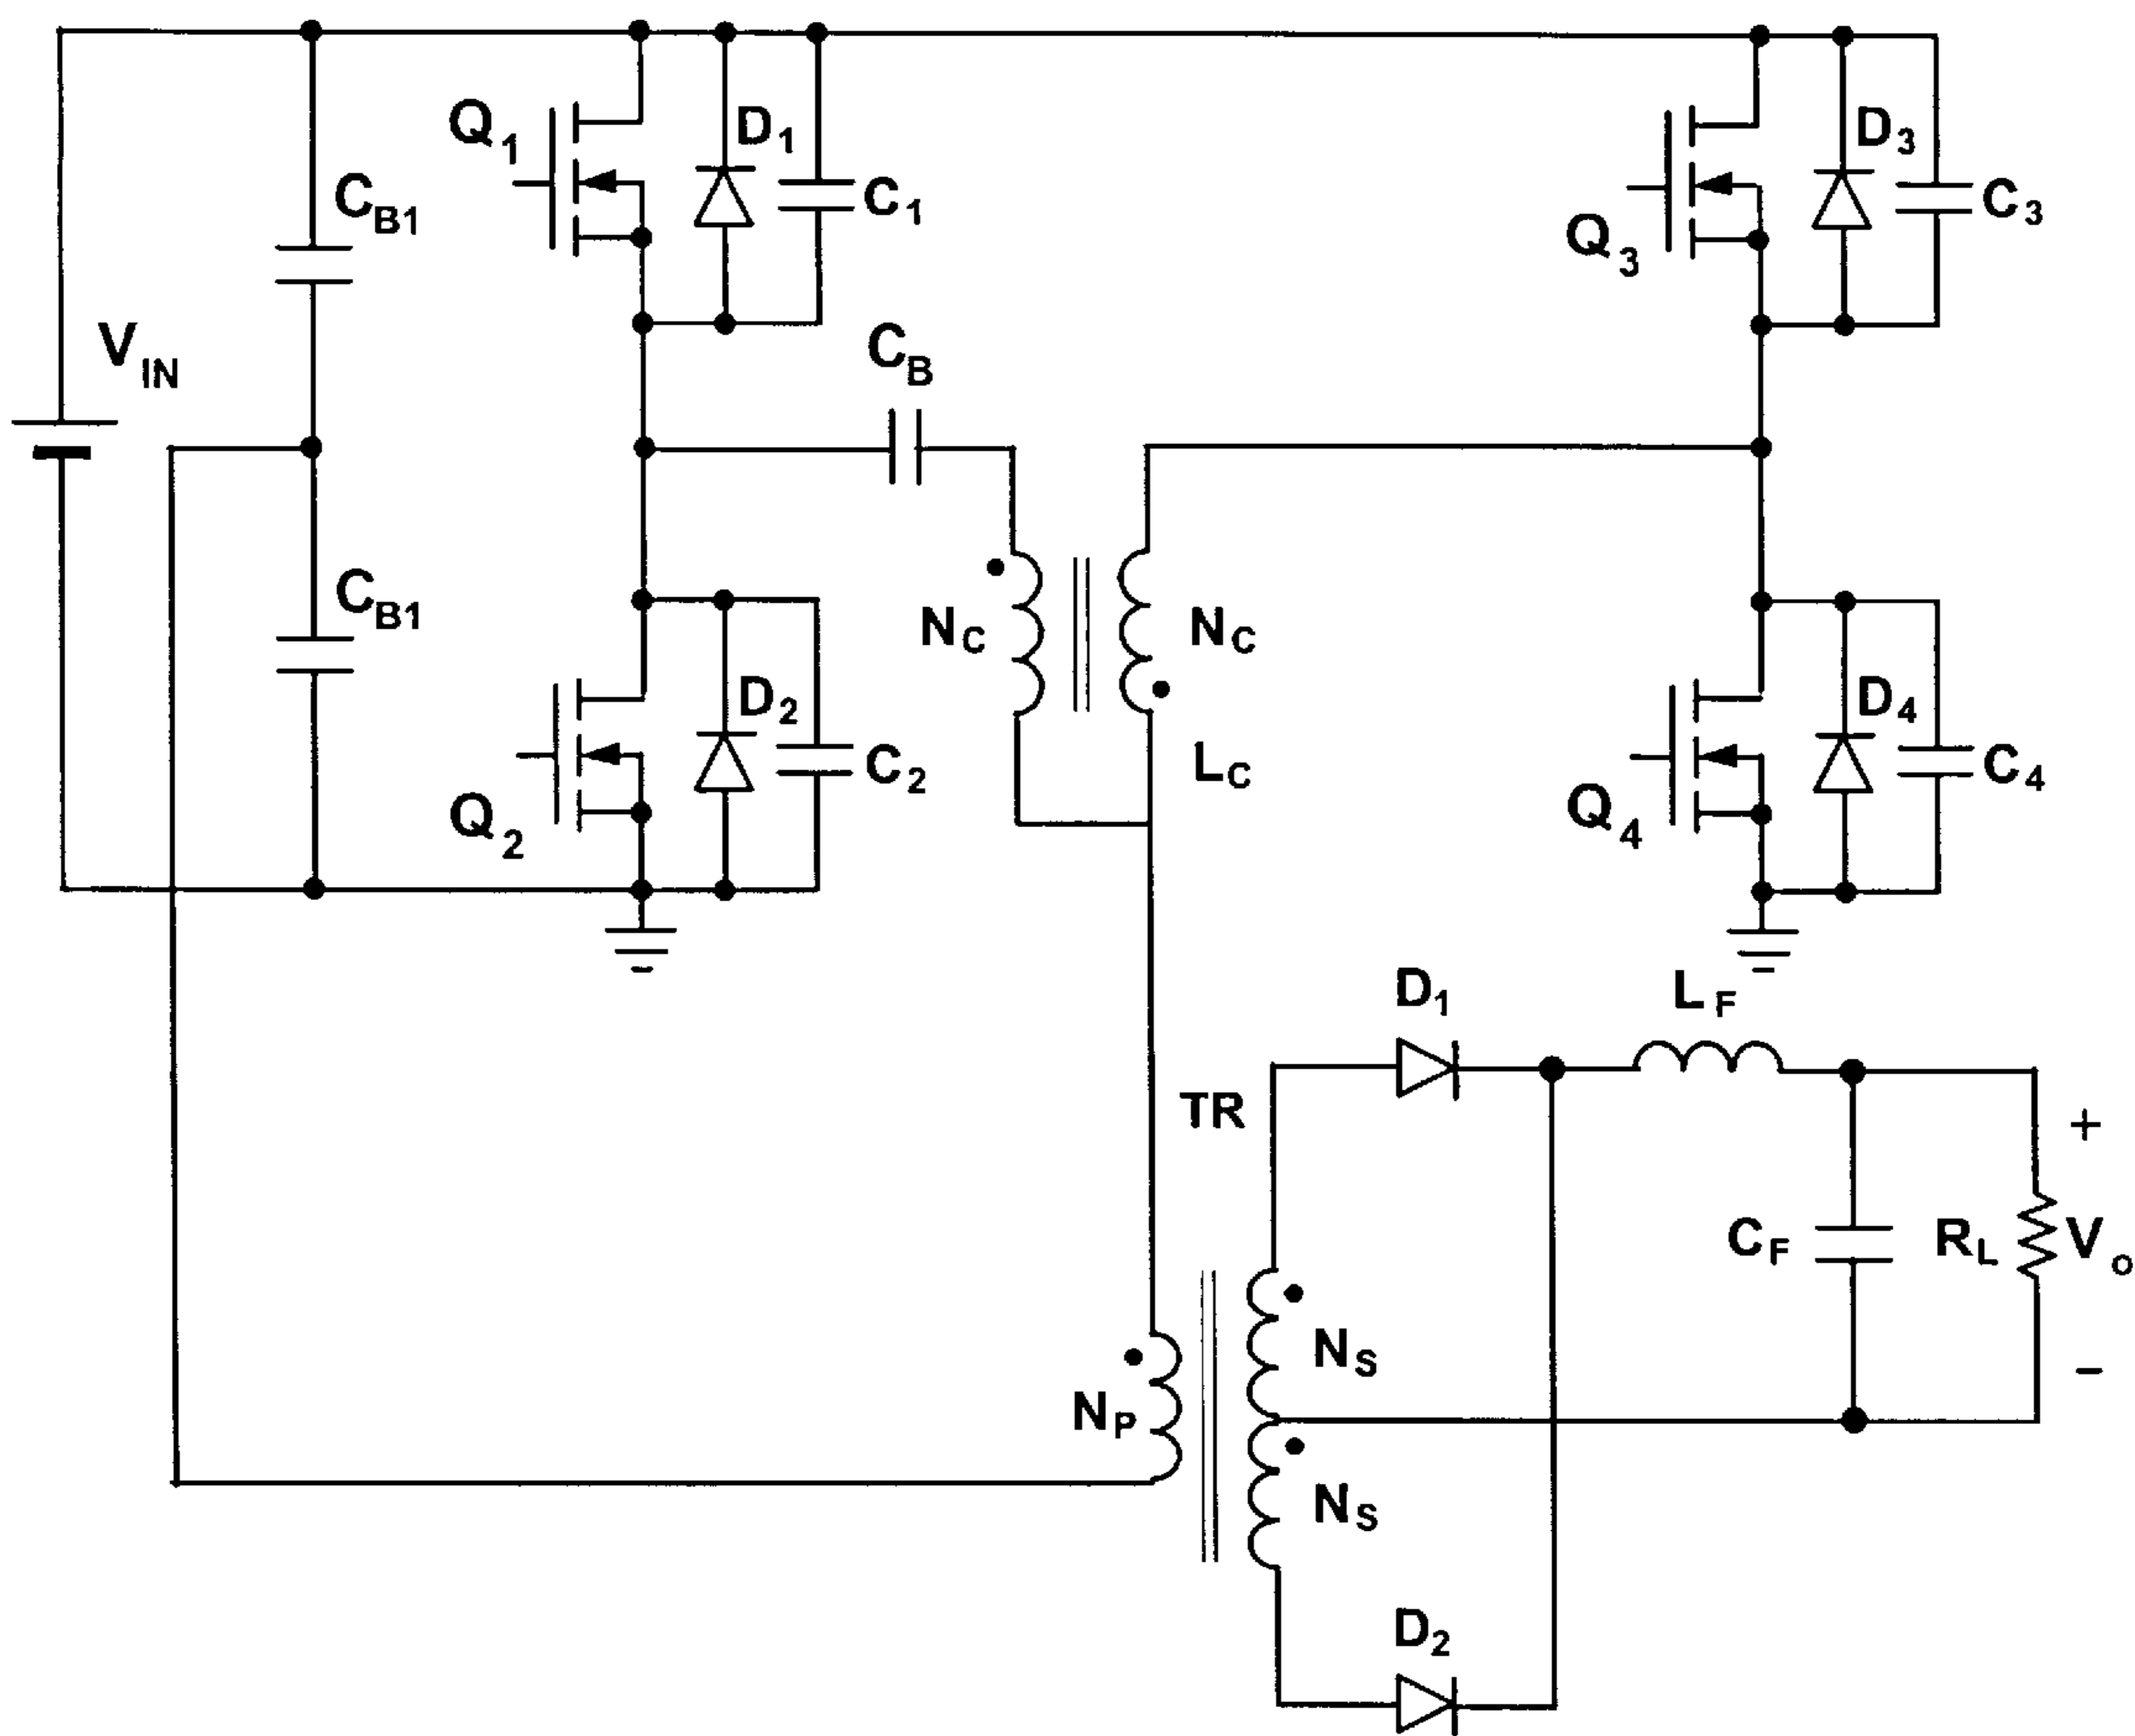 Q1
D1
C1
CB1
VIN
CB
Q3
D3
C3
CB1
NC
NC
LC
Q2
D2
C2
Q4
D4
C4
D1
LF
TR
CF
RL
+
Vo
−
NP
NS
NS
D2